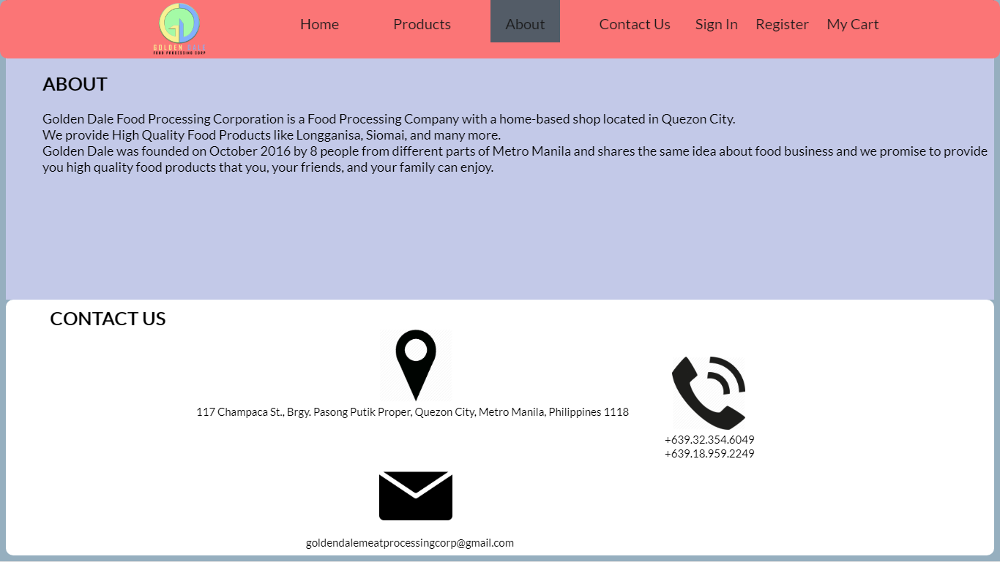 GOLDEN DALE
FOOD PROCESSING CORP
Home
Products
About
Contact Us
Sign In
Register
My Cart
ABOUT
Golden Dale Food Processing Corporation is a Food Processing Company with a home-based shop located in Quezon City.
We provide High Quality Food Products like Longganisa, Siomai, and many more.
Golden Dale was founded on October 2016 by 8 people from different parts of Metro Manila and shares the same idea about food business and we promise to provide
you high quality food products that you, your friends, and your family can enjoy.
CONTACT US
117 Champaca St., Brgy. Pasong Putik Proper, Quezon City, Metro Manila, Philippines 1118
+639.32.354.6049
+639.18.959.2249
goldendalemeatprocessingcorp@gmail.com